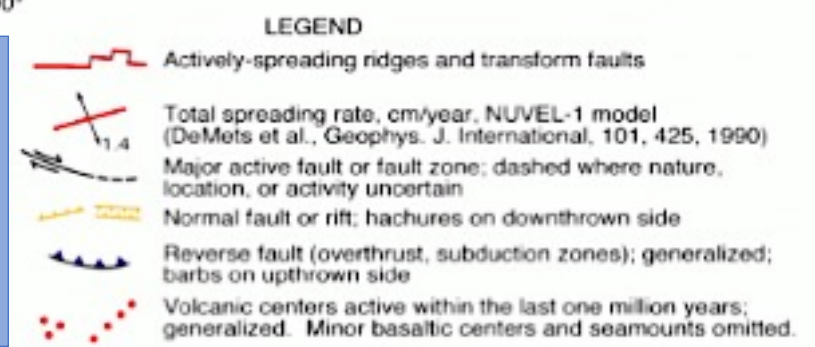 LEGEND
Actively-spreading ridges and transform faults
Total spreading rate, cm/year, NUVEL-1 model
(DeMets et al., Geophys. J. International, 101, 425, 1990)
1.4
Major active fault or fault zone; dashed where nature,
location, or activity uncertain
Normal fault or rift; hachures on downthrown side
Reverse fault (overthrust, subduction zones); generalized;
barbs on upthrown side
Volcanic centers active within the last one million years;
generalized. Minor basaltic centers and seamounts omitted.